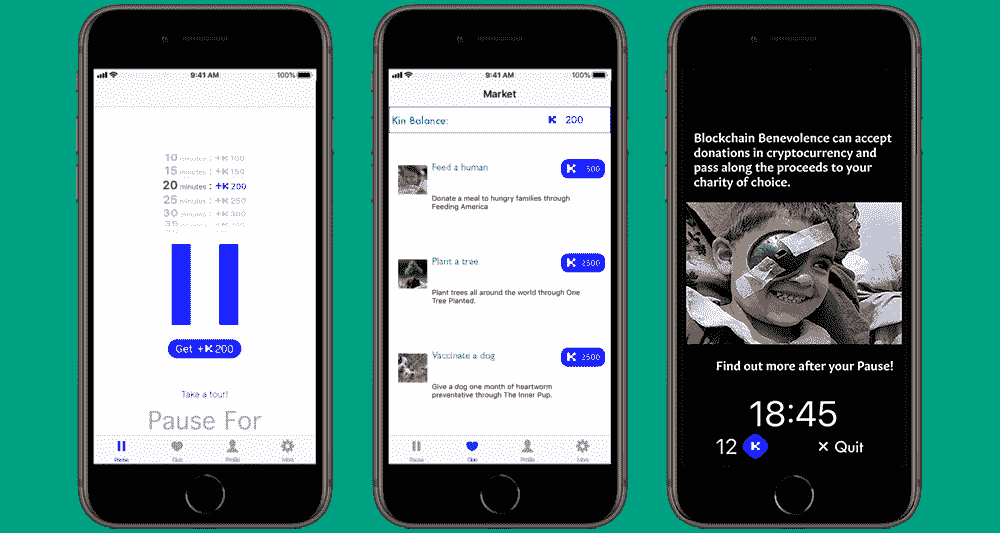 9:41 AM
100%
10 minutes : +K 100
15 minutes : +K 150
20 minutes : +K 200
25 minutes : +K 250
30 minutes : +K 300
Get +K 200
Take a tour!
Pause For
Pause
Give
Profile
More
9:41 AM
100%
Market
Kin Balance:
K 200
Feed a human
K 500
Donate a meal to hungry families through
Feeding America
Plant a tree
K 2500
Plant trees all around the world through One
Tree Planted.
Vaccinate a dog
K 2500
Give a dog one month of heartworm
preventative through The Inner Pup.
Pause
Give
Profile
More
Blockchain Benevolence can accept
donations in cryptocurrency and
pass along the proceeds to your
charity of choice.
Find out more after your Pause!
18:45
12 K
× Quit